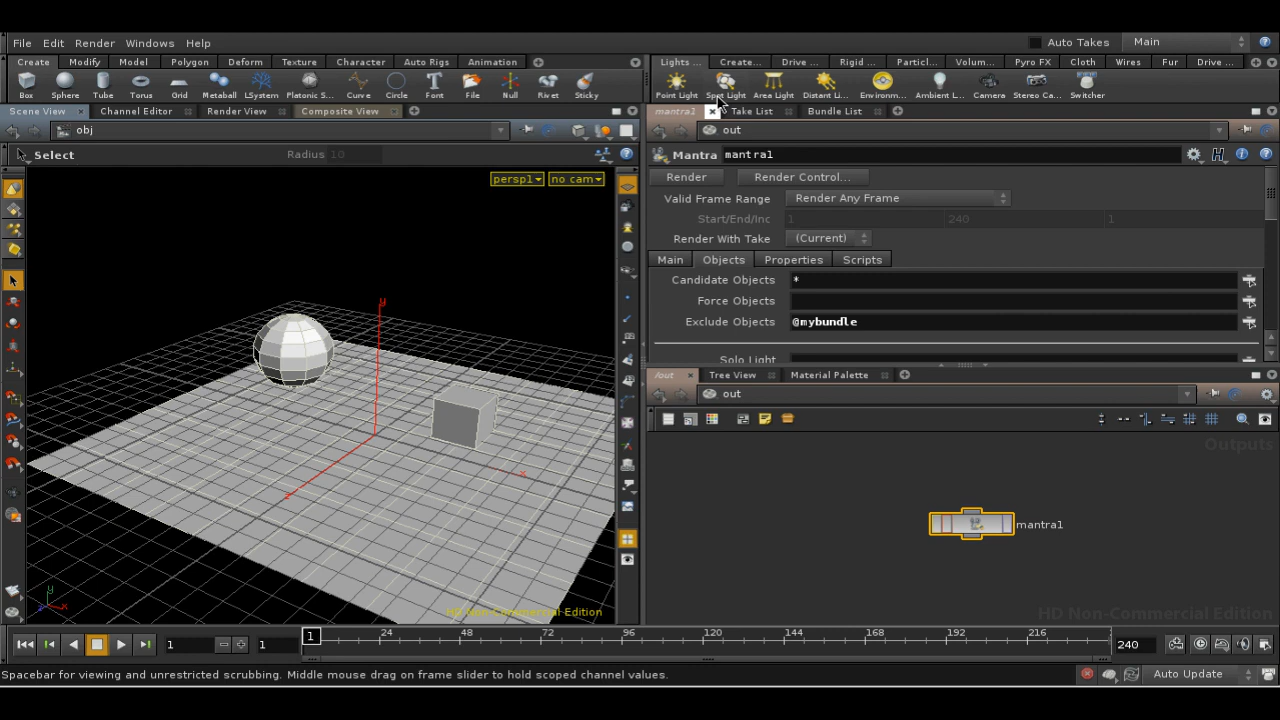 File Edit Render Windows Help
Auto Takes Main
Create Modify Model Polygon Deform Texture Character Auto Rigs Animation
Lights ... Create... Drive ... Rigid ... Particl... Volum... Pyro FX Cloth Wires Fur Drive ...
Box Sphere Tube Torus Grid Metaball LSystem Platonic S... Curve Circle Font File Null Rivet Sticky
Point Light Spot Light Area Light Distant Li... Environm... Ambient L... Camera Stereo Ca... Switcher
Scene View Channel Editor Render View Composite View
mantra1 Take List Bundle List
obj
out
Select Radius 10
Mantra mantra1
persp1 no cam
Render Render Control...
Valid Frame Range Render Any Frame
Start/End/Inc 1 240 1
Render With Take (Current)
Main Objects Properties Scripts
Candidate Objects *
Force Objects
Exclude Objects @mybundle
Solo Light
/out Tree View Material Palette
out
Outputs
y
x
z
mantra1
y
x
z
HD Non-Commercial Edition
HD Non-Commercial Edition
1 1 1 24 48 72 96 120 144 168 192 216 240
Spacebar for viewing and unrestricted scrubbing. Middle mouse drag on frame slider to hold scoped channel values.
Auto Update